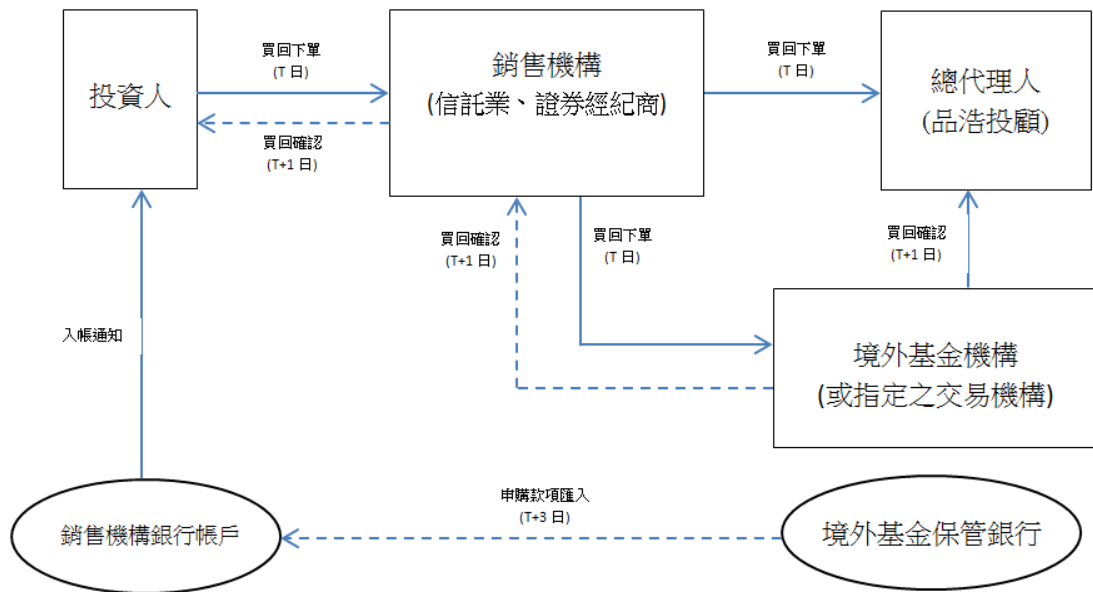 投資人
買回下單
(T 日)
買回確認
(T+1 日)
銷售機構
(信託業、證券經紀商)
買回下單
(T 日)
總代理人
(品浩投顧)
買回確認
(T+1 日)
買回下單
(T 日)
買回確認
(T+1 日)
入帳通知
境外基金機構
(或指定之交易機構)
銷售機構銀行帳戶
申購款項匯入
(T+3 日)
境外基金保管銀行